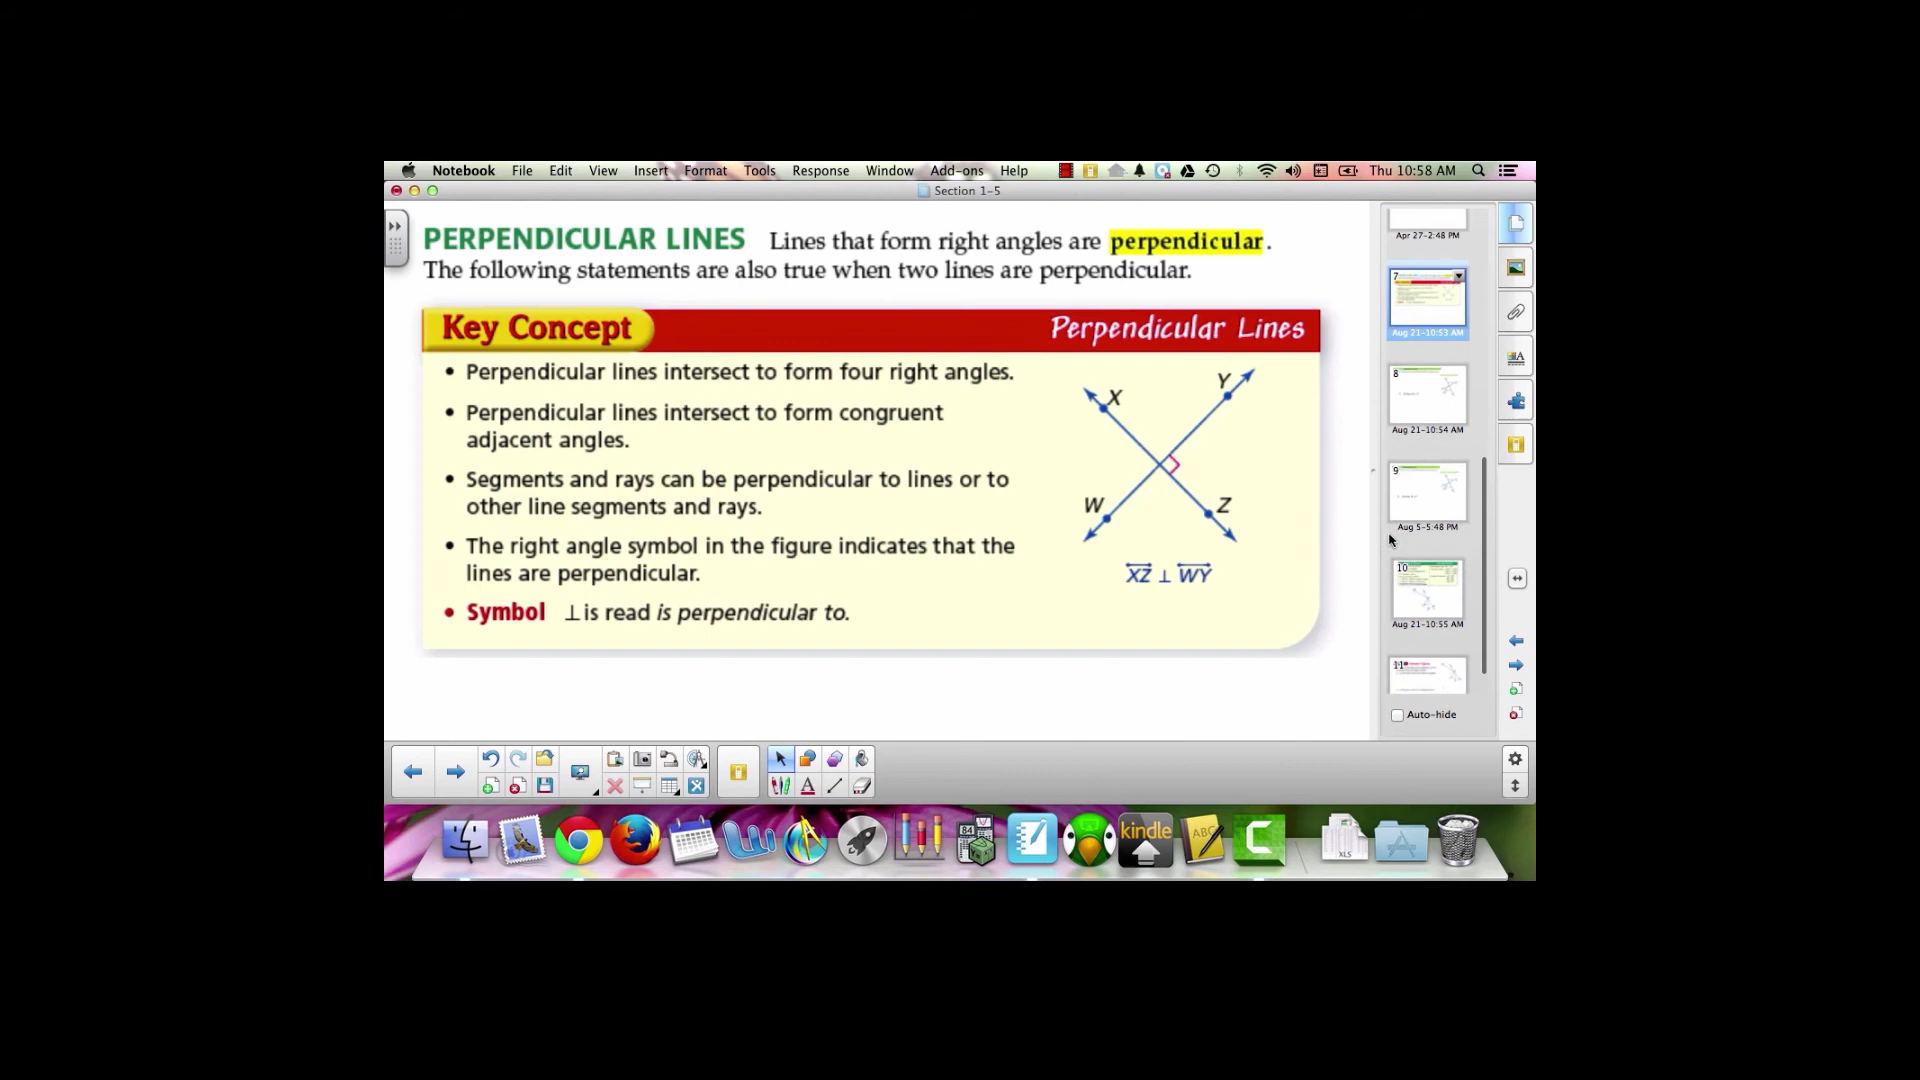 Notebook File Edit View Insert Format Tools Response Window Add-ons Help Thu 10:58 AM
Section 1-5
PERPENDICULAR LINES Lines that form right angles are perpendicular.
The following statements are also true when two lines are perpendicular.
Key Concept Perpendicular Lines
• Perpendicular lines intersect to form four right angles.
• Perpendicular lines intersect to form congruent
adjacent angles.
• Segments and rays can be perpendicular to lines or to
other line segments and rays.
• The right angle symbol in the figure indicates that the
lines are perpendicular.
• Symbol ⊥ is read is perpendicular to.
X Y
W Z
XZ ⊥ WY
Apr 27-2:48 PM
7
Aug 21-10:53 AM
8
Aug 21-10:54 AM
9
Aug 5-5:48 PM
10
Aug 21-10:55 AM
11
Auto-hide
84
kindle
ABC
XLS